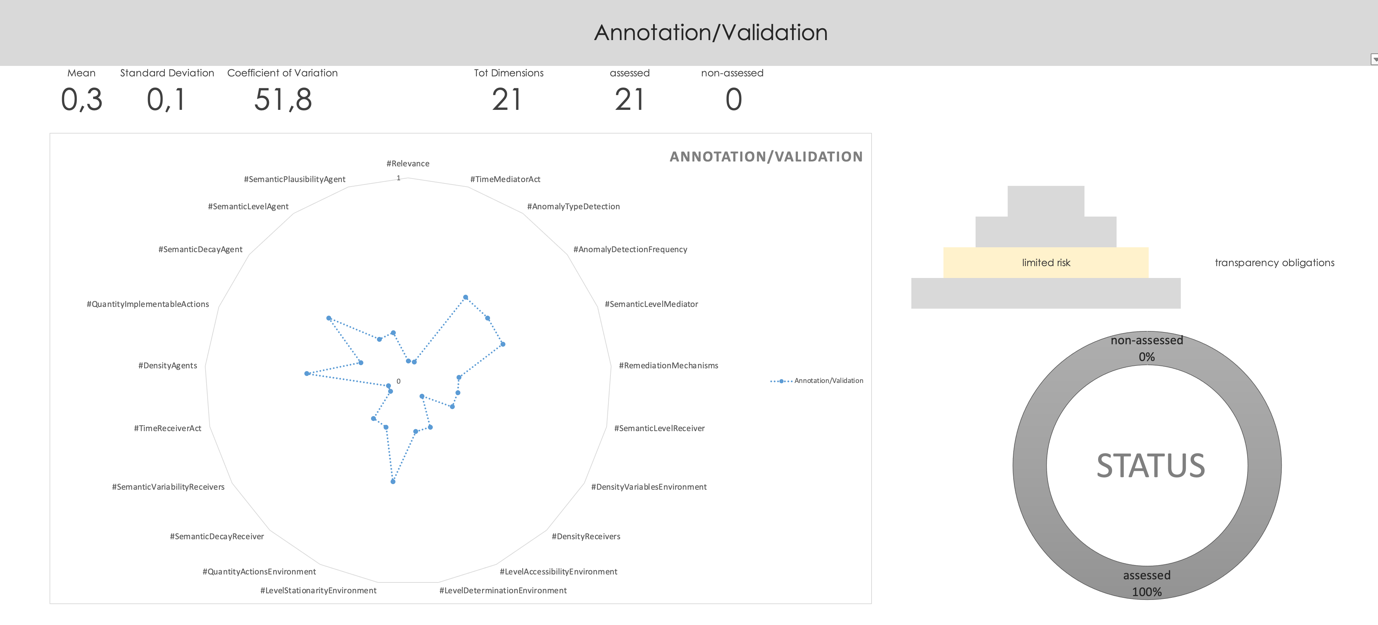 Annotation/Validation
Mean Standard Deviation Coefficient of Variation Tot Dimensions assessed non-assessed
0,3 0,1 51,8 21 21 0
ANNOTATION/VALIDATION
#Relevance
1
#SemanticPlausibilityAgent #TimeMediatorAct
#SemanticLevelAgent #AnomalyTypeDetection
#SemanticDecayAgent #AnomalyDetectionFrequency
#QuantityImplementableActions #SemanticLevelMediator
#DensityAgents #RemediationMechanisms
0
Annotation/Validation
#TimeReceiverAct #SemanticLevelReceiver
#SemanticVariabilityReceivers #DensityVariablesEnvironment
#SemanticDecayReceiver #DensityReceivers
#QuantityActionsEnvironment #LevelAccessibilityEnvironment
#LevelStationarityEnvironment #LevelDeterminationEnvironment
limited risk transparency obligations
non-assessed
0%
STATUS
assessed
100%